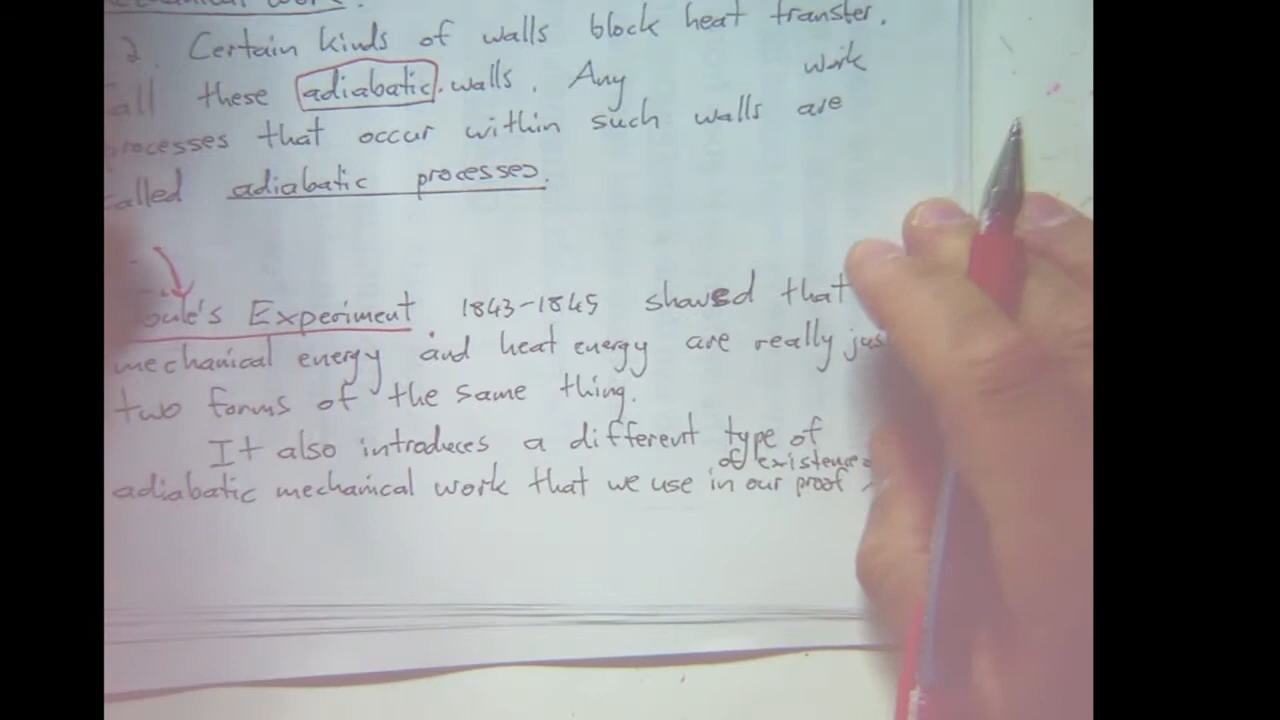 2. Certain kinds of walls block heat transfer.
these adiabatic walls. Any work
processes that occur within such walls are
called adiabatic processes.
Joule's Experiment 1843-1845 showed that
mechanical energy and heat energy are really
two forms of the same thing.
It also introduces a different type of
of existence
adiabatic mechanical work that we use in our proof